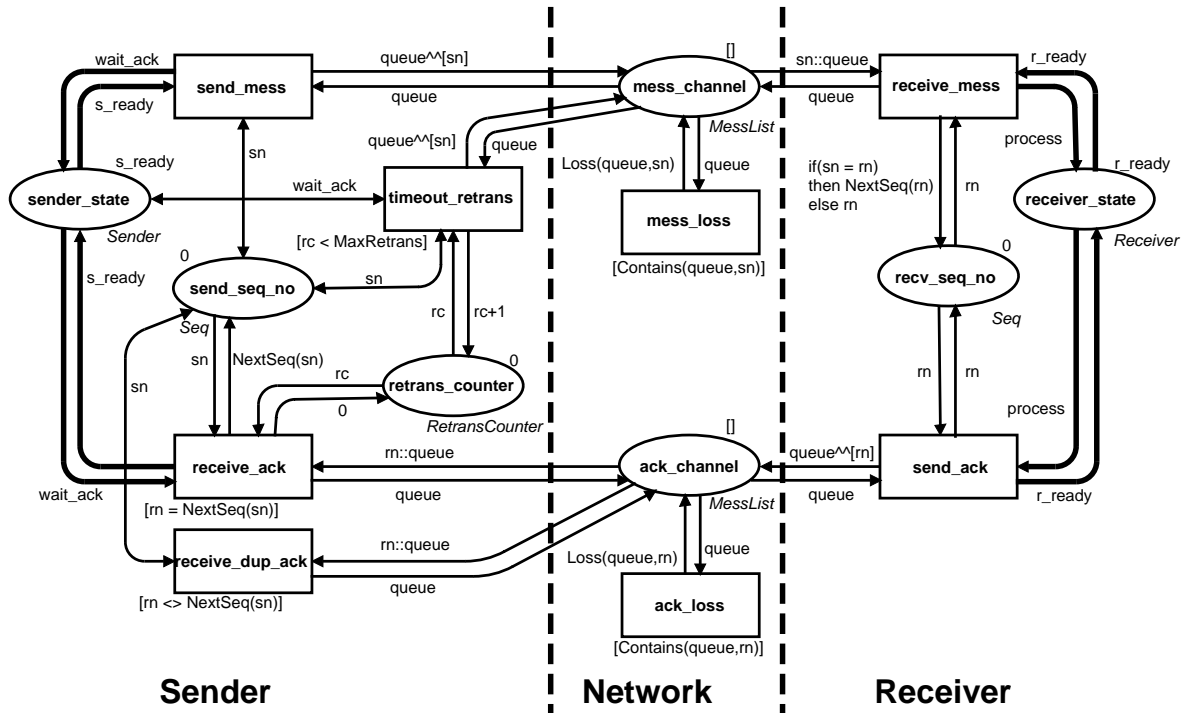 []
wait_ack
queue^^[sn]
sn::queue
r_ready
send_mess
mess_channel
receive_mess
s_ready
queue
queue
MessList
process
queue^^[sn]
queue
sn
s_ready
Loss(queue,sn)
queue
if(sn = rn)
then NextSeq(rn)
else rn
rn
r_ready
wait_ack
timeout_retrans
sender_state
mess_loss
receiver_state
Sender
[rc < MaxRetrans]
Receiver
0
[Contains(queue,sn)]
0
s_ready
send_seq_no
sn
recv_seq_no
Seq
rc
rc+1
Seq
sn
NextSeq(sn)
0
sn
rc
retrans_counter
rn
rn
0
RetransCounter
[]
process
rn::queue
queue^^[rn]
receive_ack
ack_channel
send_ack
wait_ack
queue
queue
r_ready
[rn = NextSeq(sn)]
MessList
rn::queue
receive_dup_ack
Loss(queue,rn)
queue
queue
[rn <> NextSeq(sn)]
ack_loss
[Contains(queue,rn)]
Sender
Network
Receiver